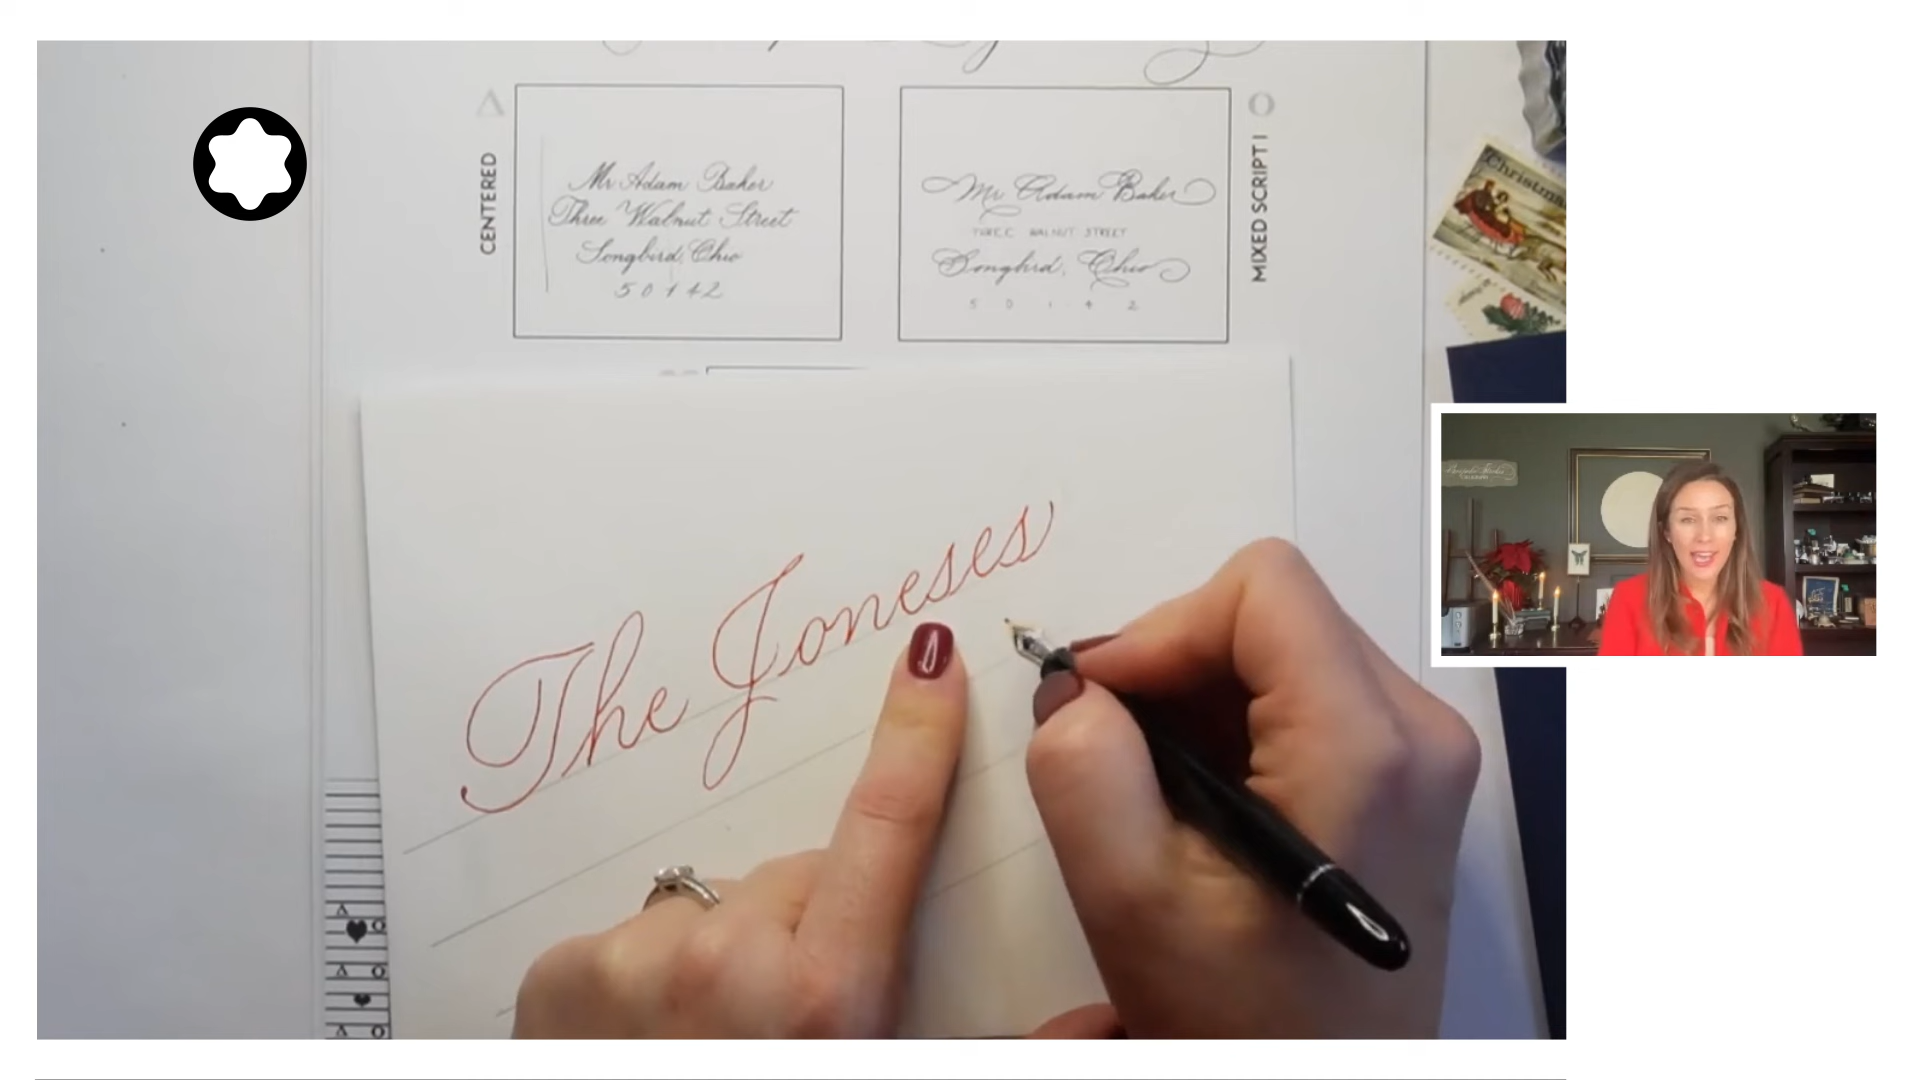 CENTERED
Mr Adam Baker
Three Walnut Street
Songbird, Ohio
50142
MIXED SCRIPT I
Mr Adam Baker
THREE WALNUT STREET
Songbird, Ohio
5 0 1 4 2
Christmas
The Joneses